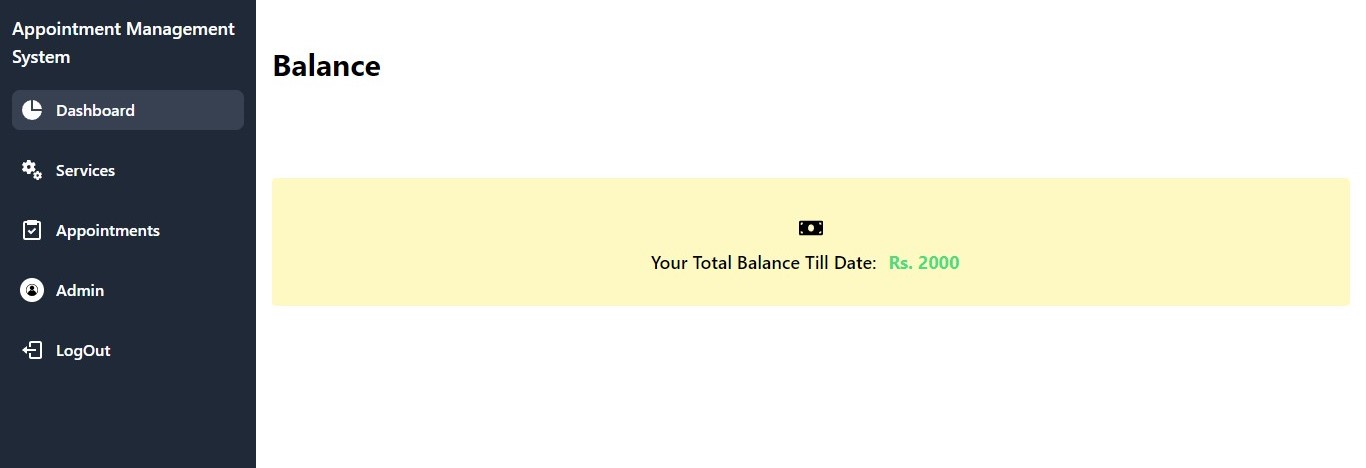 Appointment Management
System
Dashboard
Services
Appointments
Admin
LogOut
Balance
Your Total Balance Till Date: Rs. 2000